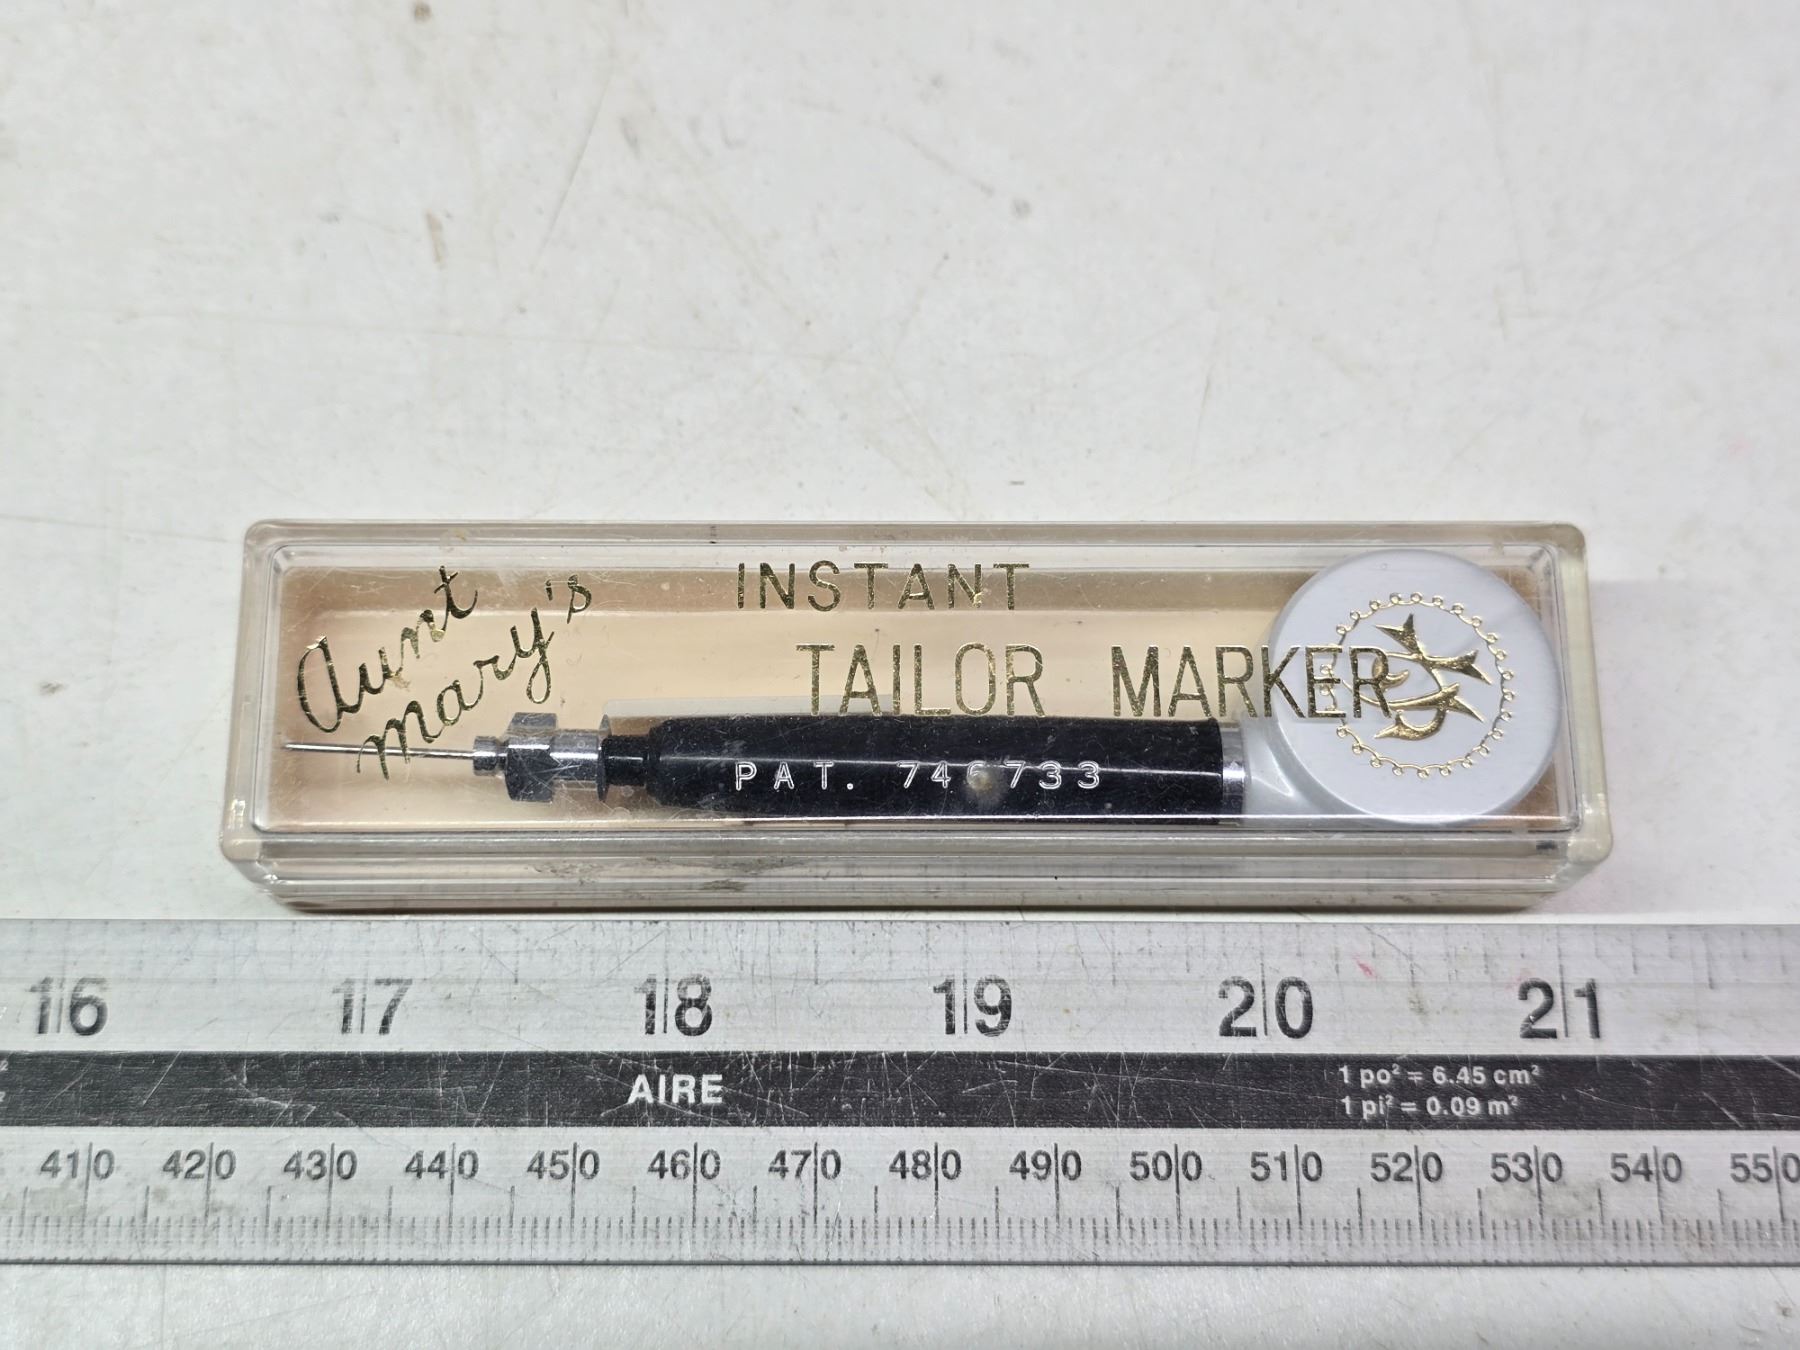 Aunt
Mary's
INSTANT
TAILOR MARKER
PAT. 746733
16 17 18 19 20 21
AIRE
1 po² = 6.45 cm²
1 pi² = 0.09 m²
410 420 430 440 450 460 470 480 490 500 510 520 530 540 550